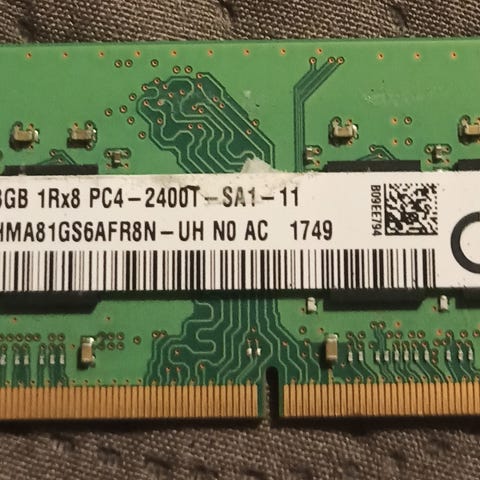 8GB 1Rx8 PC4-2400T-SA1-11
HMA81GS6AFR8N-UH N0 AC 1749
B09EE794